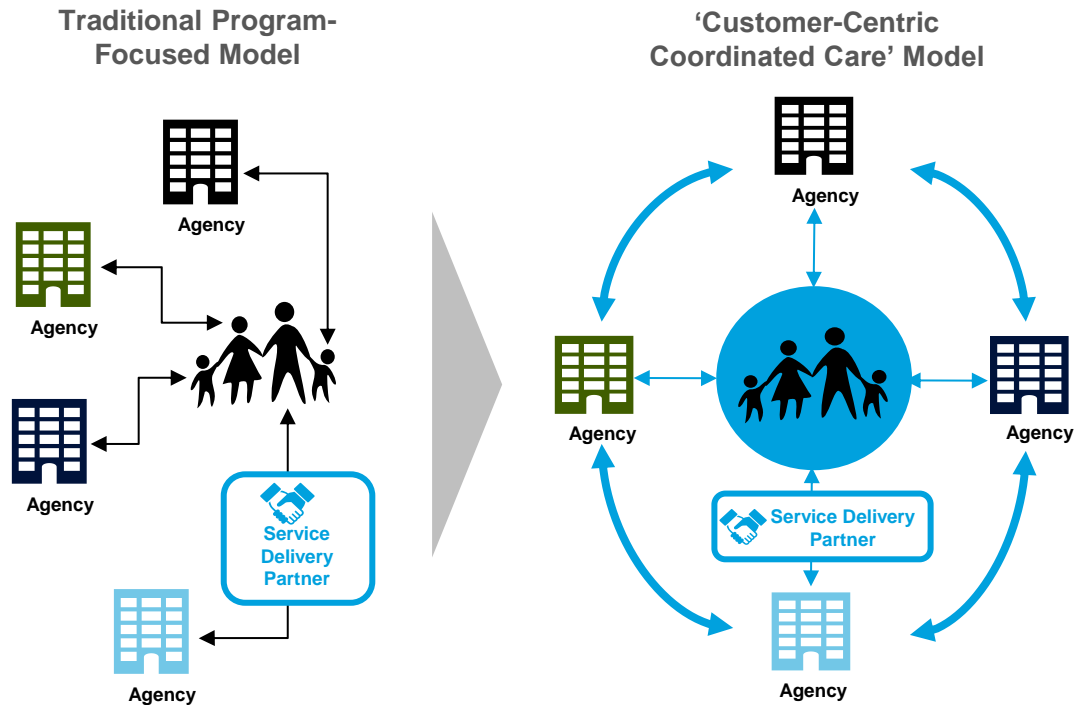 Traditional Program-
Focused Model
‘Customer-Centric
Coordinated Care’ Model
Agency
Agency
Agency
Service
Delivery
Partner
Agency
Agency
Agency
Agency
Service Delivery
Partner
Agency